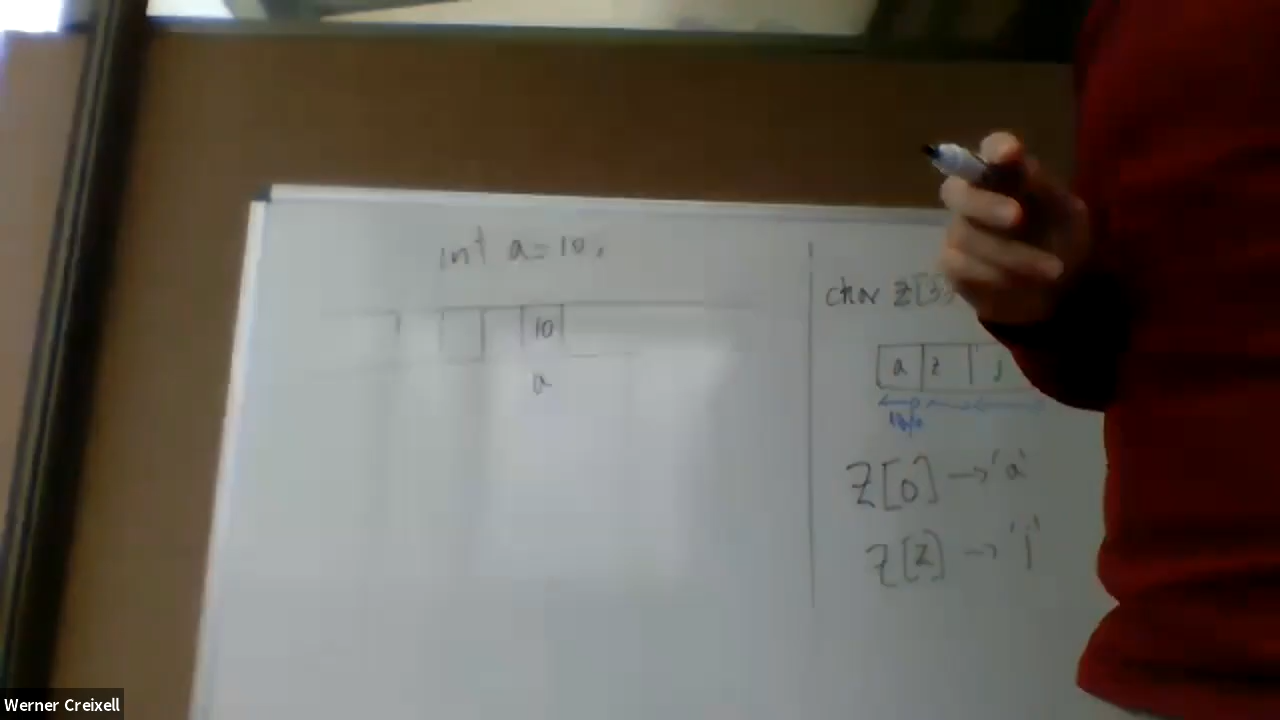 int a=10;
10
a
char z[3]
a z j
z[0] → 'a'
z[2] → 'j'
Werner Creixell